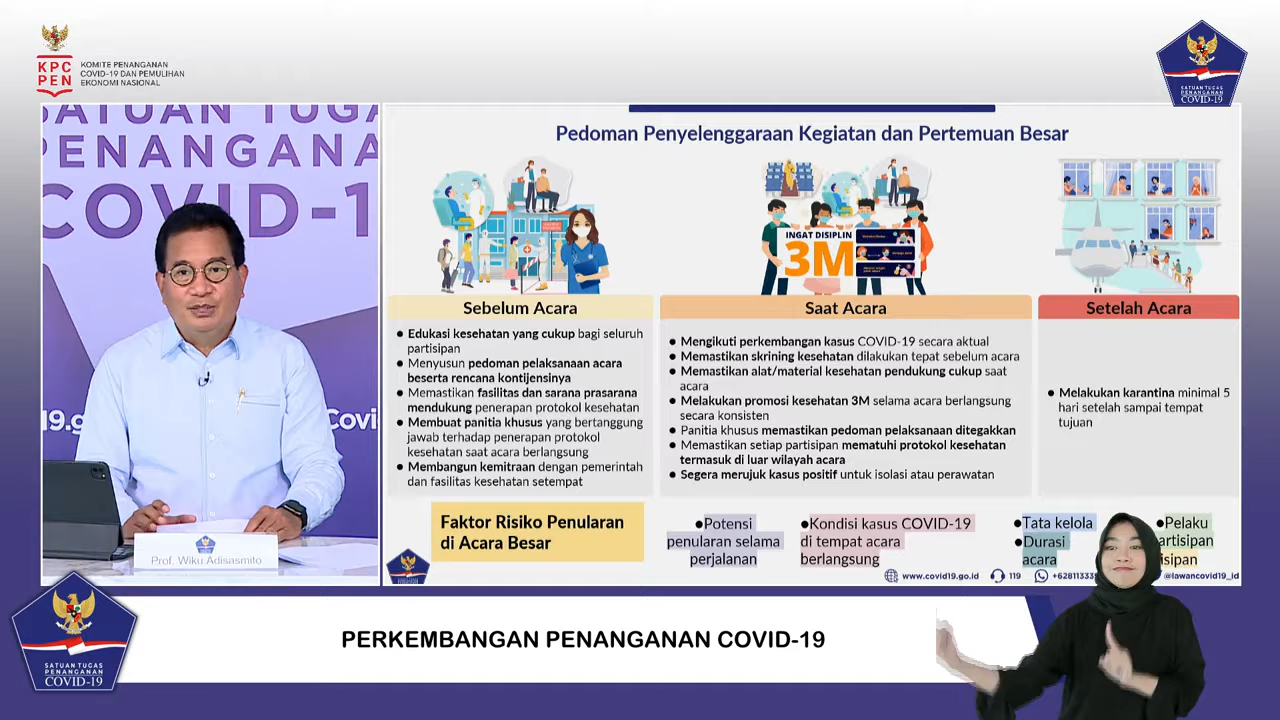 KPC
PEN
KOMITE PENANGANAN
COVID-19 DAN PEMULIHAN
EKONOMI NASIONAL
SATUAN TUGAS
PENANGANAN
COVID-19
SATUAN TUGA
PENANGANA
COVID-1
Prof. Wiku Adisasmito
Pedoman Penyelenggaraan Kegiatan dan Pertemuan Besar
INGAT DISIPLIN
3M
Sebelum Acara
● Edukasi kesehatan yang cukup bagi seluruh
partisipan
● Menyusun pedoman pelaksanaan acara
beserta rencana kontijensinya
● Memastikan fasilitas dan sarana prasarana
mendukung penerapan protokol kesehatan
● Membuat panitia khusus yang bertanggung
jawab terhadap penerapan protokol
kesehatan saat acara berlangsung
● Membangun kemitraan dengan pemerintah
dan fasilitas kesehatan setempat
Saat Acara
● Mengikuti perkembangan kasus COVID-19 secara aktual
● Memastikan skrining kesehatan dilakukan tepat sebelum acara
● Memastikan alat/material kesehatan pendukung cukup saat
acara
● Melakukan promosi kesehatan 3M selama acara berlangsung
secara konsisten
● Panitia khusus memastikan pedoman pelaksanaan ditegakkan
● Memastikan setiap partisipan mematuhi protokol kesehatan
termasuk di luar wilayah acara
● Segera merujuk kasus positif untuk isolasi atau perawatan
Setelah Acara
● Melakukan karantina minimal 5
hari setelah sampai tempat
tujuan
Faktor Risiko Penularan
di Acara Besar
●Potensi
penularan selama
perjalanan
●Kondisi kasus COVID-19
di tempat acara
berlangsung
●Tata kelola
●Durasi
acara
●Pelaku
artisipan
isipan
www.covid19.go.id
119
+628113335
@lawancovid19_id
PERKEMBANGAN PENANGANAN COVID-19
SATUAN TUGAS
PENANGANAN
COVID-19